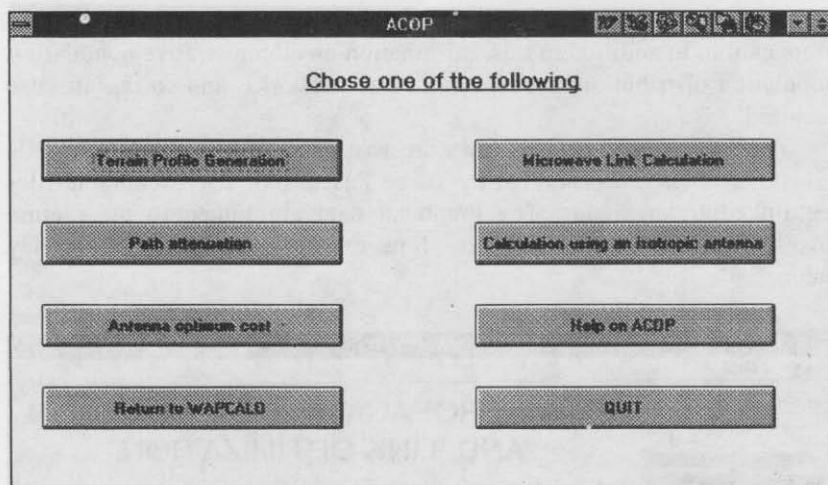 ACOP
Chose one of the following
Terrain Profile Generation
Microwave Link Calculation
Path attenuation
Calculation using an isotropic antenna
Antenna optimum cost
Help on ACOP
Return to WAPCALO
QUIT